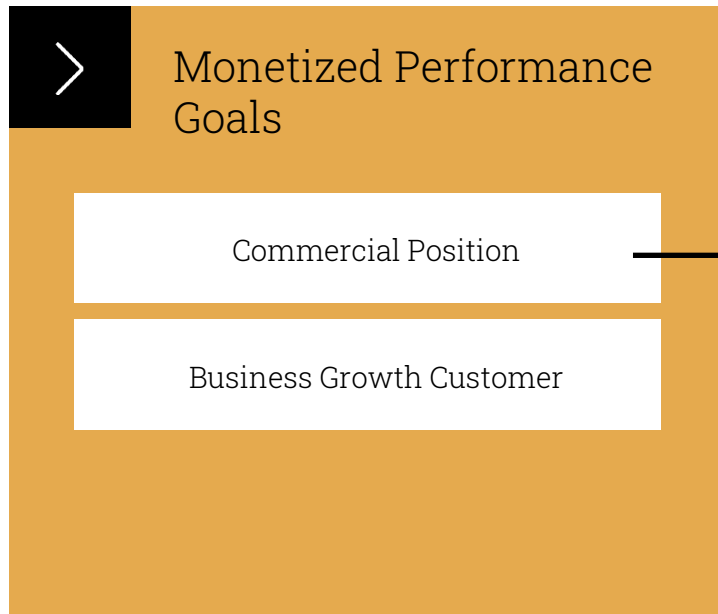 Monetized Performance
Goals
Commercial Position
Business Growth Customer